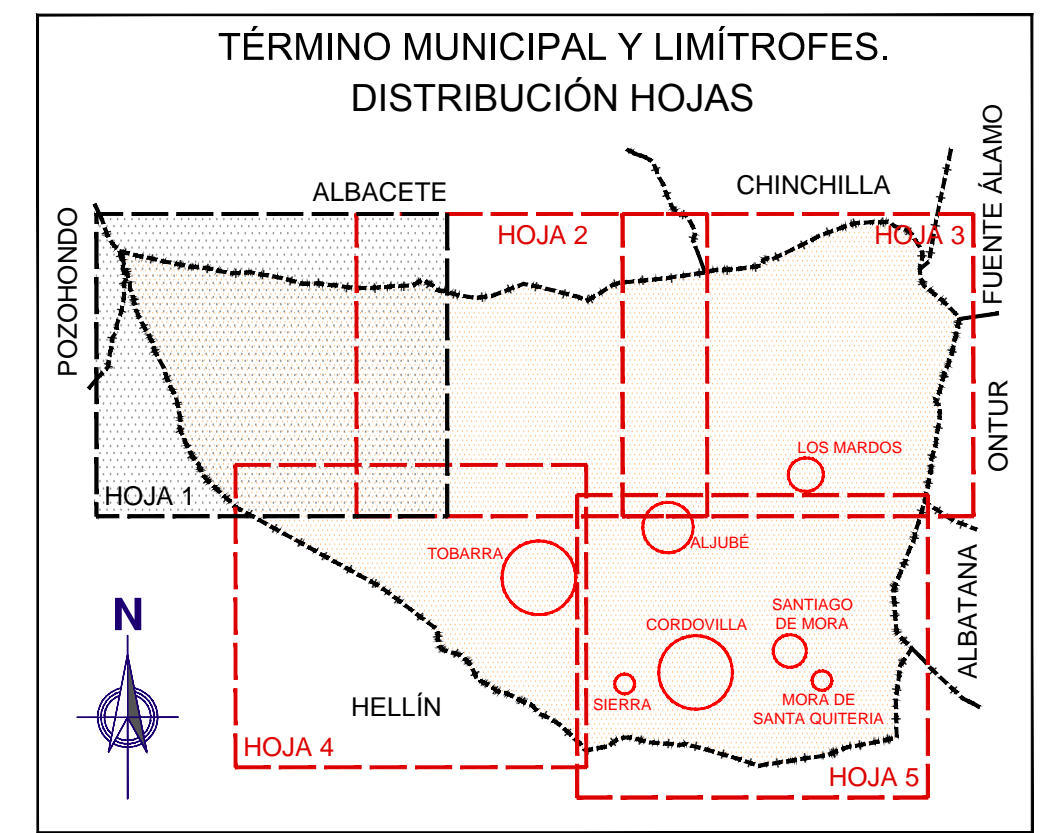 TÉRMINO MUNICIPAL Y LIMÍTROFES.
DISTRIBUCIÓN HOJAS
ALBACETE
CHINCHILLA
FUENTE ÁLAMO
POZOHONDO
HOJA 2
HOJA 3
ONTUR
LOS MARDOS
HOJA 1
ALJUBÉ
TOBARRA
ALBATANA
SANTIAGO
DE MORA
CORDOVILLA
N
SIERRA
MORA DE
SANTA QUITERIA
HELLÍN
HOJA 4
HOJA 5